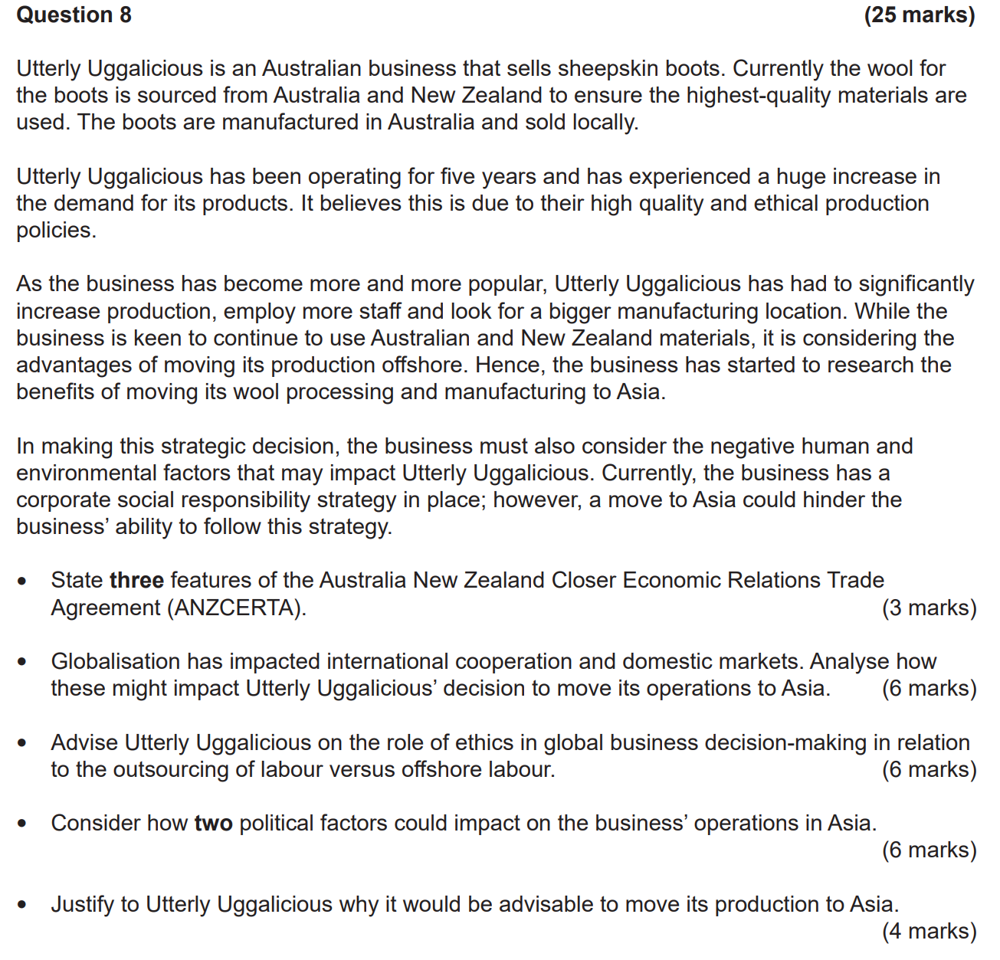 Question 8 (25 marks)
Utterly Uggalicious is an Australian business that sells sheepskin boots. Currently the wool for
the boots is sourced from Australia and New Zealand to ensure the highest-quality materials are
used. The boots are manufactured in Australia and sold locally.
Utterly Uggalicious has been operating for five years and has experienced a huge increase in
the demand for its products. It believes this is due to their high quality and ethical production
policies.
As the business has become more and more popular, Utterly Uggalicious has had to significantly
increase production, employ more staff and look for a bigger manufacturing location. While the
business is keen to continue to use Australian and New Zealand materials, it is considering the
advantages of moving its production offshore. Hence, the business has started to research the
benefits of moving its wool processing and manufacturing to Asia.
In making this strategic decision, the business must also consider the negative human and
environmental factors that may impact Utterly Uggalicious. Currently, the business has a
corporate social responsibility strategy in place; however, a move to Asia could hinder the
business’ ability to follow this strategy.
• State three features of the Australia New Zealand Closer Economic Relations Trade
Agreement (ANZCERTA). (3 marks)
• Globalisation has impacted international cooperation and domestic markets. Analyse how
these might impact Utterly Uggalicious’ decision to move its operations to Asia. (6 marks)
• Advise Utterly Uggalicious on the role of ethics in global business decision-making in relation
to the outsourcing of labour versus offshore labour. (6 marks)
• Consider how two political factors could impact on the business’ operations in Asia.
(6 marks)
• Justify to Utterly Uggalicious why it would be advisable to move its production to Asia.
(4 marks)